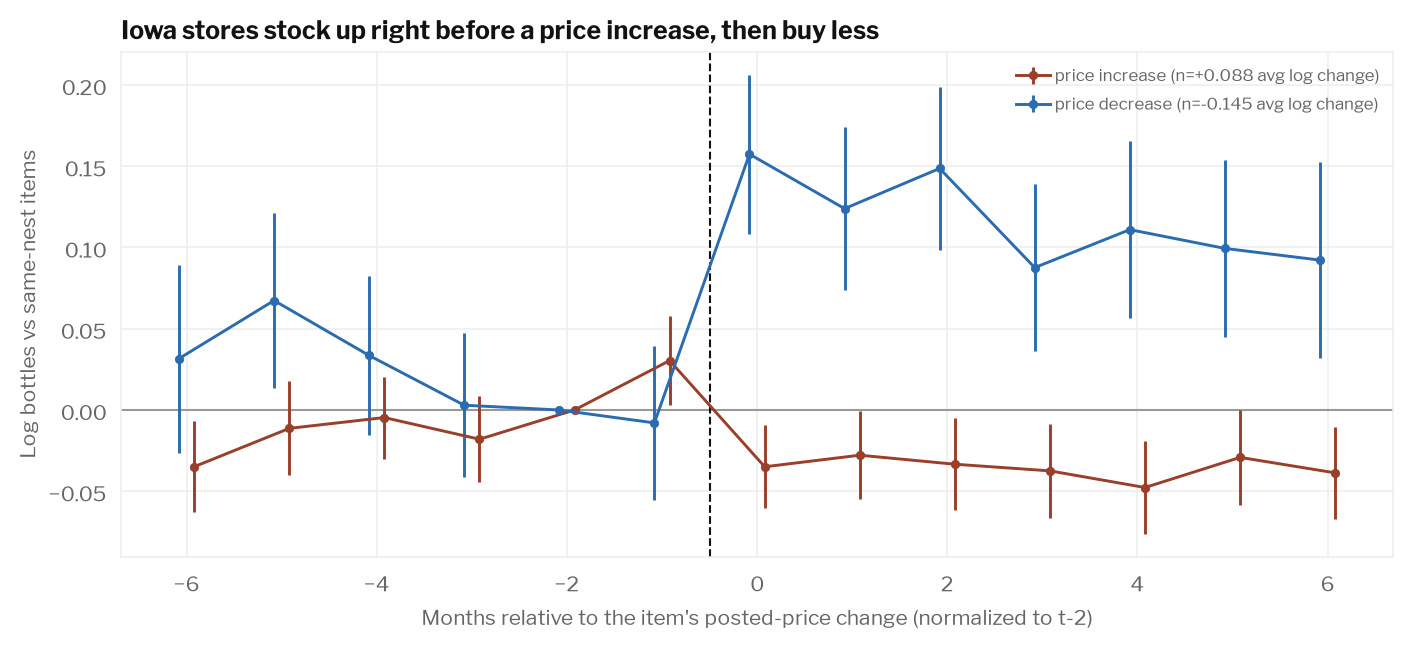 Iowa stores stock up right before a price increase, then buy less
price increase (n=+0.088 avg log change)
price decrease (n=-0.145 avg log change)
Log bottles vs same-nest items
0.20
0.15
0.10
0.05
0.00
−0.05
−6
−4
−2
0
2
4
6
Months relative to the item's posted-price change (normalized to t-2)